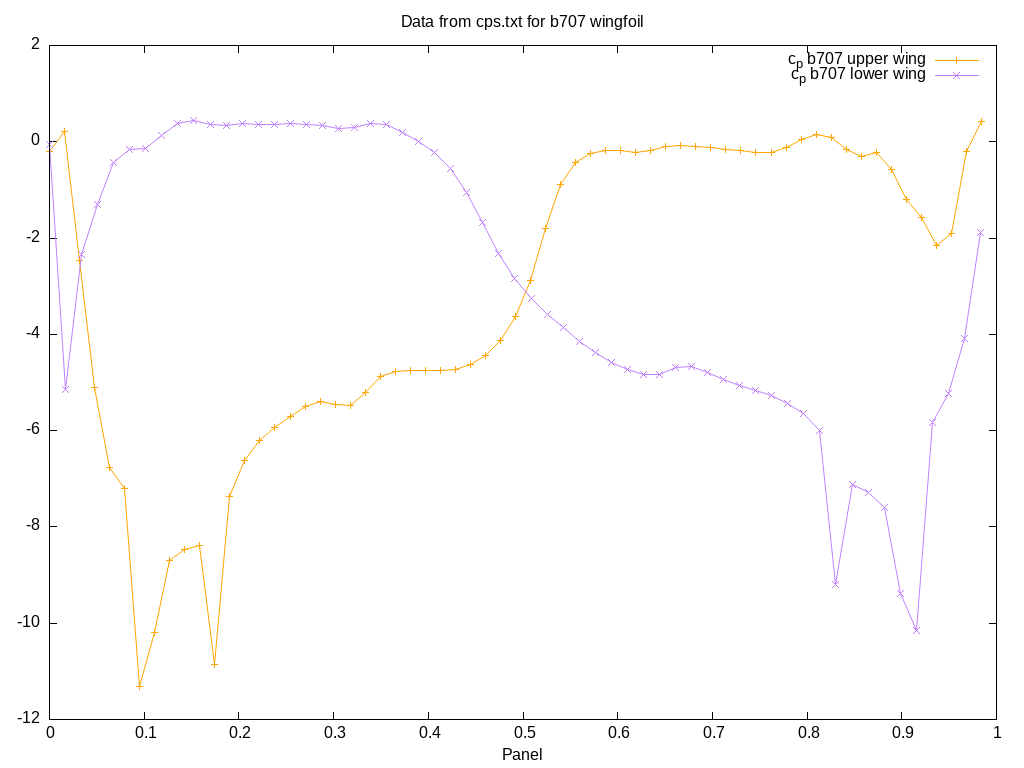 Data from cps.txt for b707 wingfoil
c_p b707 upper wing
c_p b707 lower wing
2
0
-2
-4
-6
-8
-10
-12
0 0.1 0.2 0.3 0.4 0.5 0.6 0.7 0.8 0.9 1
Panel